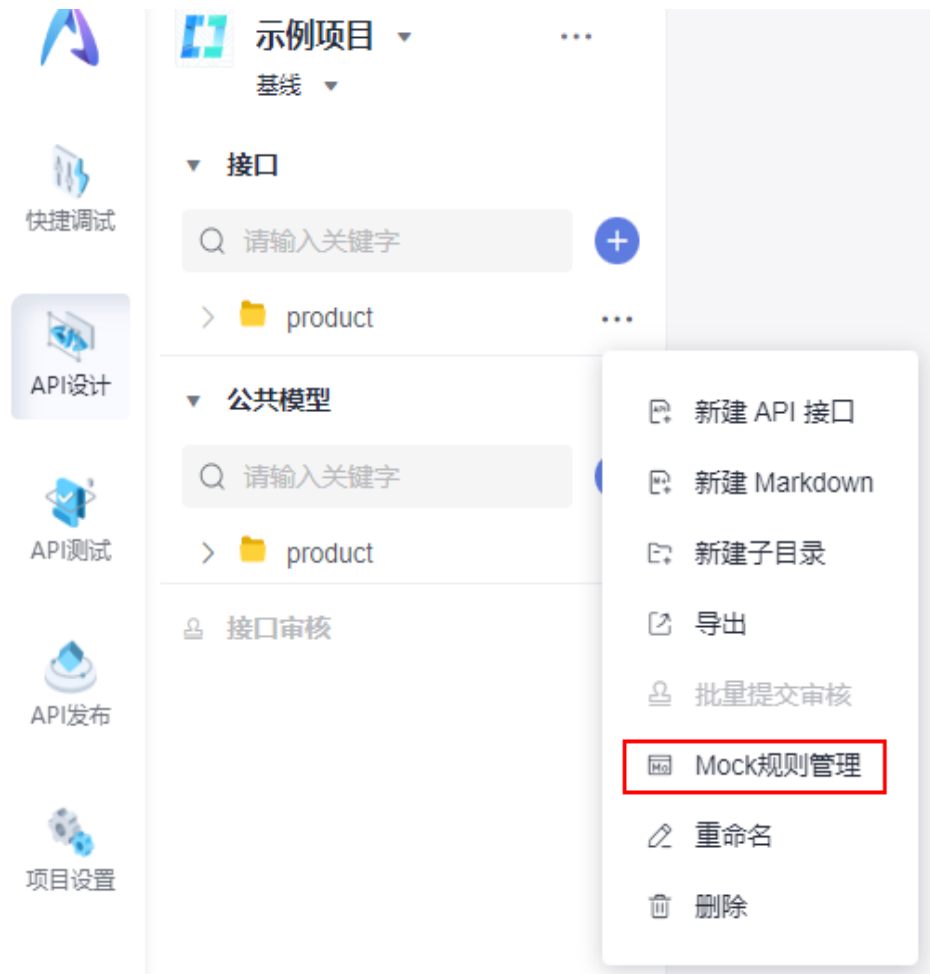 示例项目
基线
快捷调试
API设计
API测试
API发布
项目设置
接口
请输入关键字
product
公共模型
请输入关键字
product
接口审核
新建 API 接口
新建 Markdown
新建子目录
导出
批量提交审核
Mock规则管理
重命名
删除